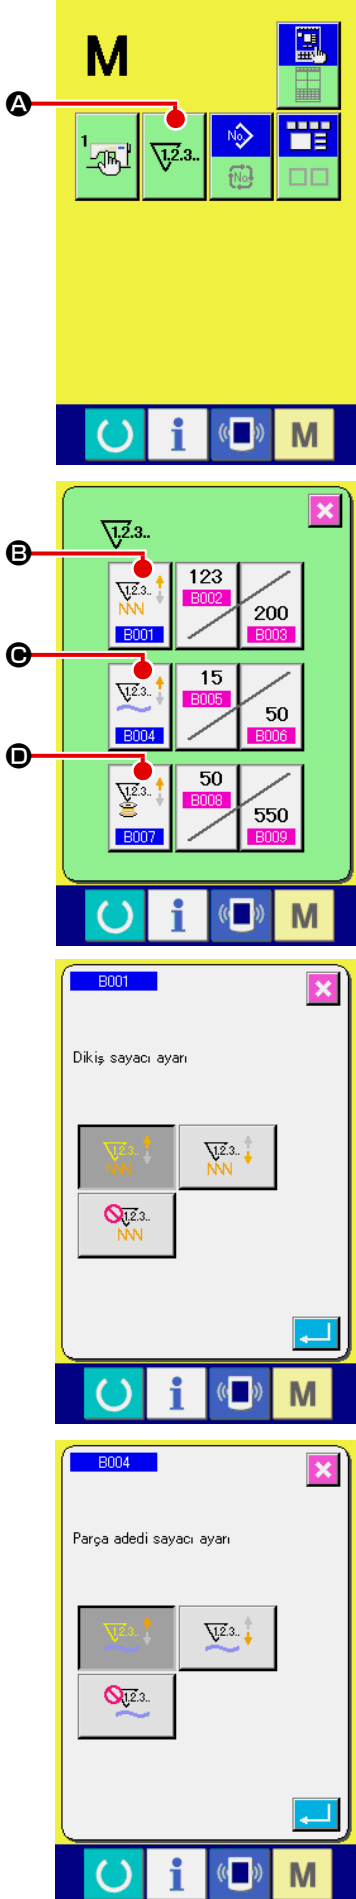 M
A
1
1.2.3..
No.
No.
i
M
1.2.3..
B
1.2.3..
123
B002
200
B001
B003
C
1.2.3..
15
B005
50
B004
B006
D
1.2.3..
50
B008
550
B007
B009
i
M
B001
Dikiş sayacı ayarı
1.2.3..
1.2.3..
1.2.3..
i
M
B004
Parça adedi sayacı ayarı
1.2.3..
1.2.3..
1.2.3..
i
M